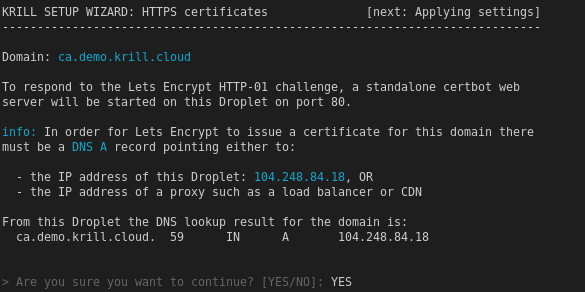 KRILL SETUP WIZARD: HTTPS certificates [next: Applying settings]
-----------------------------------------------------------------------------
Domain: ca.demo.krill.cloud
To respond to the Lets Encrypt HTTP-01 challenge, a standalone certbot web
server will be started on this Droplet on port 80.
info: In order for Lets Encrypt to issue a certificate for this domain there
must be a DNS A record pointing either to:
- the IP address of this Droplet: 104.248.84.18, OR
- the IP address of a proxy such as a load balancer or CDN
From this Droplet the DNS lookup result for the domain is:
ca.demo.krill.cloud. 59 IN A 104.248.84.18
> Are you sure you want to continue? [YES/NO]: YES